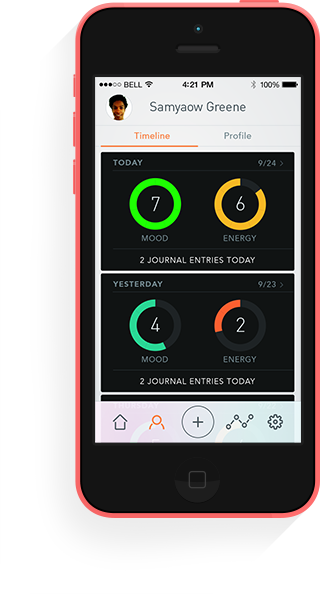 BELL 4:21 PM 100%
Samyaow Greene
Timeline Profile
TODAY 9/24 >
7 6
MOOD ENERGY
2 JOURNAL ENTRIES TODAY
YESTERDAY 9/23 >
4 2
MOOD ENERGY
2 JOURNAL ENTRIES TODAY